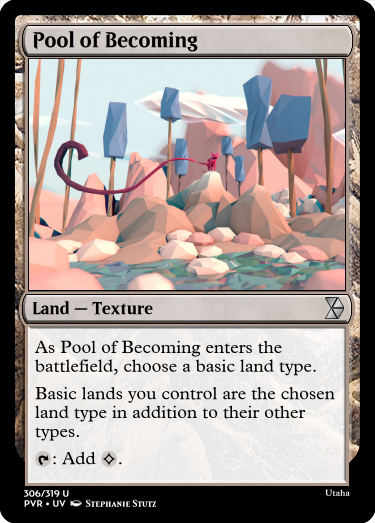 Pool of Becoming
Land — Texture
As Pool of Becoming enters the
battlefield, choose a basic land type.
Basic lands you control are the chosen
land type in addition to their other
types.
: Add .
306/319 U
Utaha
PVR • UV Stephanie Stutz